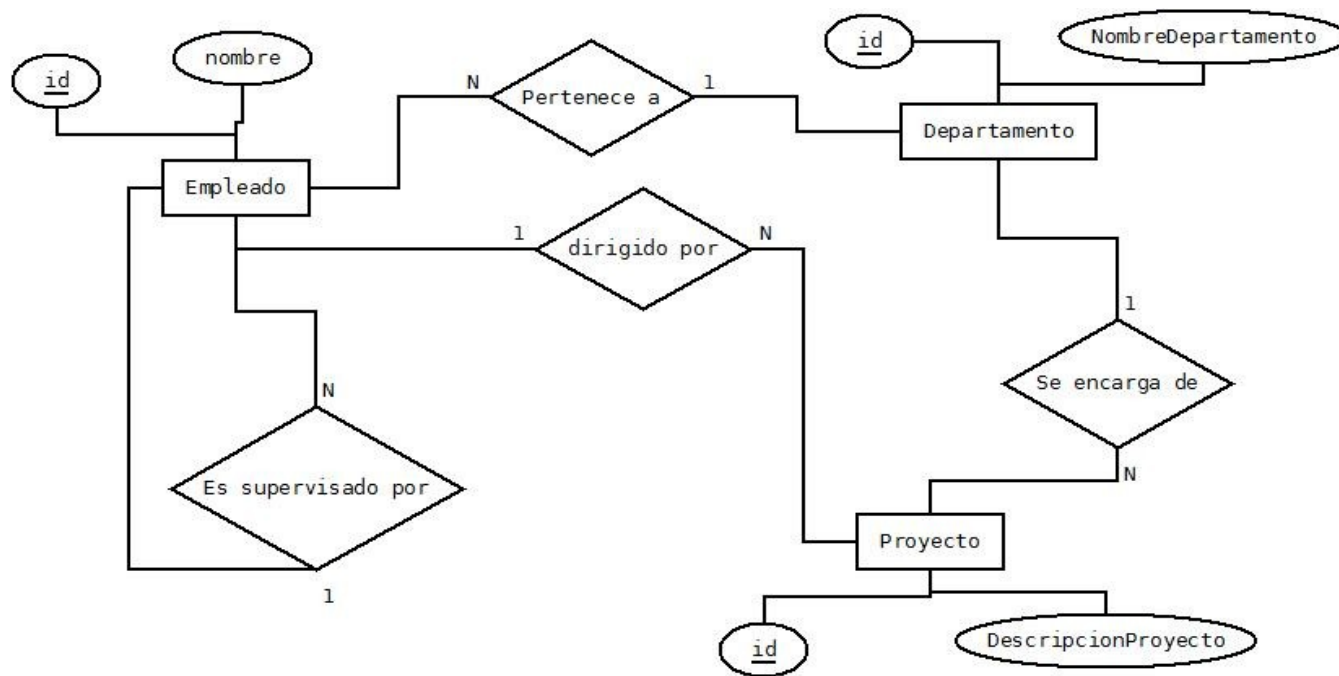 id
nombre
N
Pertenece a
1
id
NombreDepartamento
Departamento
Empleado
1
dirigido por
N
1
Se encarga de
N
N
Es supervisado por
1
Proyecto
id
DescripcionProyecto